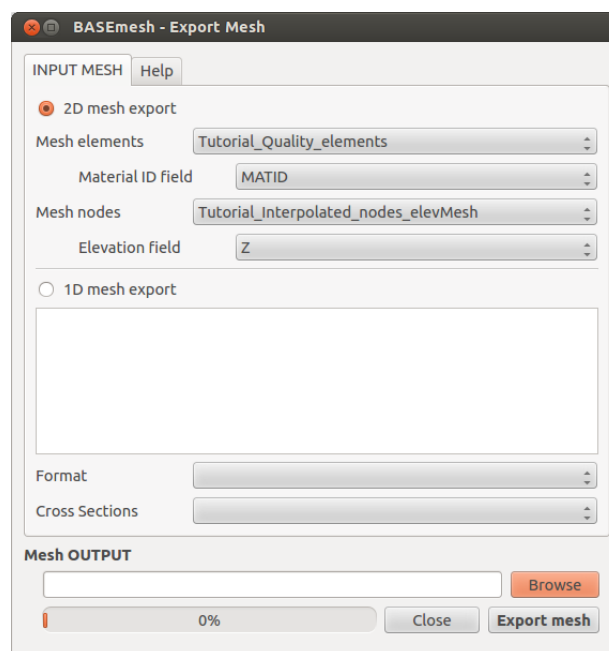 BASEmesh - Export Mesh
INPUT MESH Help
2D mesh export
Mesh elements Tutorial_Quality_elements
Material ID field MATID
Mesh nodes Tutorial_Interpolated_nodes_elevMesh
Elevation field Z
1D mesh export
Format
Cross Sections
Mesh OUTPUT
Browse
0% Close Export mesh